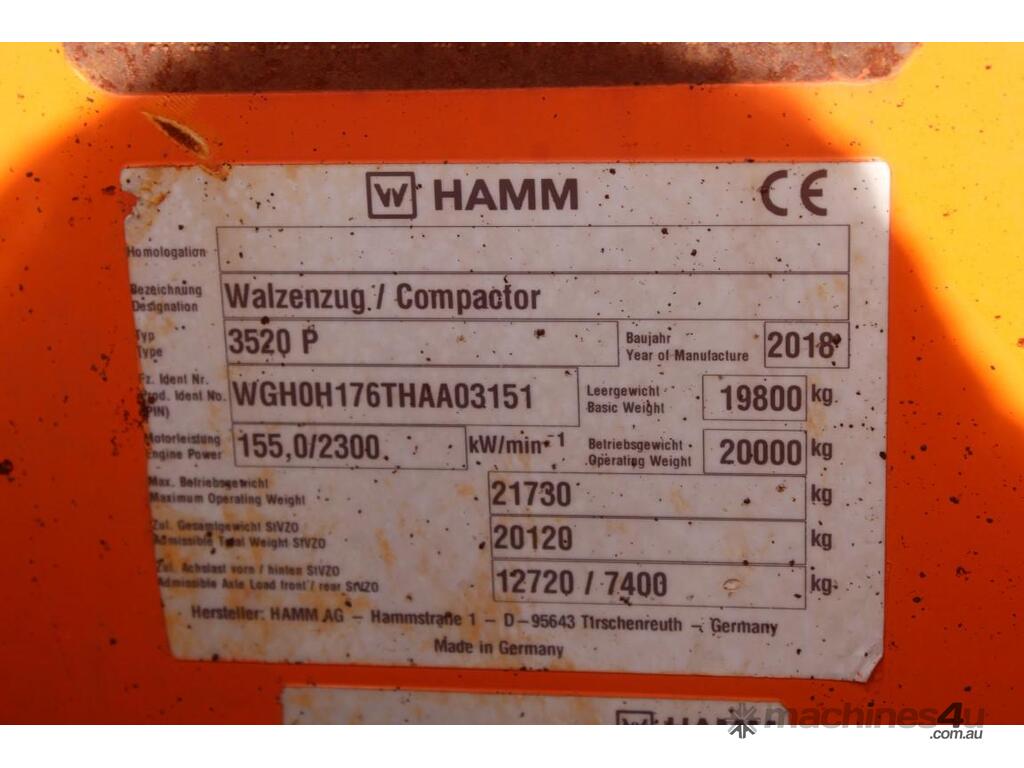 W HAMM CE
Homologation
Bezeichnung
Designation
Walzenzug / Compactor
Typ
Type
3520 P
Baujahr
Year of Manufacture
2018
Fz. Ident Nr.
Prod. Ident No.
(PIN)
WGH0H176THAA03151
Leergewicht
Basic Weight
19800 kg
Motorleistung
Engine Power
155,0/2300 kW/min-1
Betriebsgewicht
Operating Weight
20000 kg
Max. Betriebsgewicht
Maximum Operating Weight
21730 kg
Zul. Gesamtgewicht StVZO
Admissible Total Weight StVZO
20120 kg
Zul. Achslast vorn / hinten StVZO
Admissible Axle Load front / rear StVZO
12720 / 7400 kg
Hersteller: HAMM AG – Hammstraße 1 – D–95643 Tirschenreuth – Germany
Made in Germany
W HAMM
machines4u
.com.au